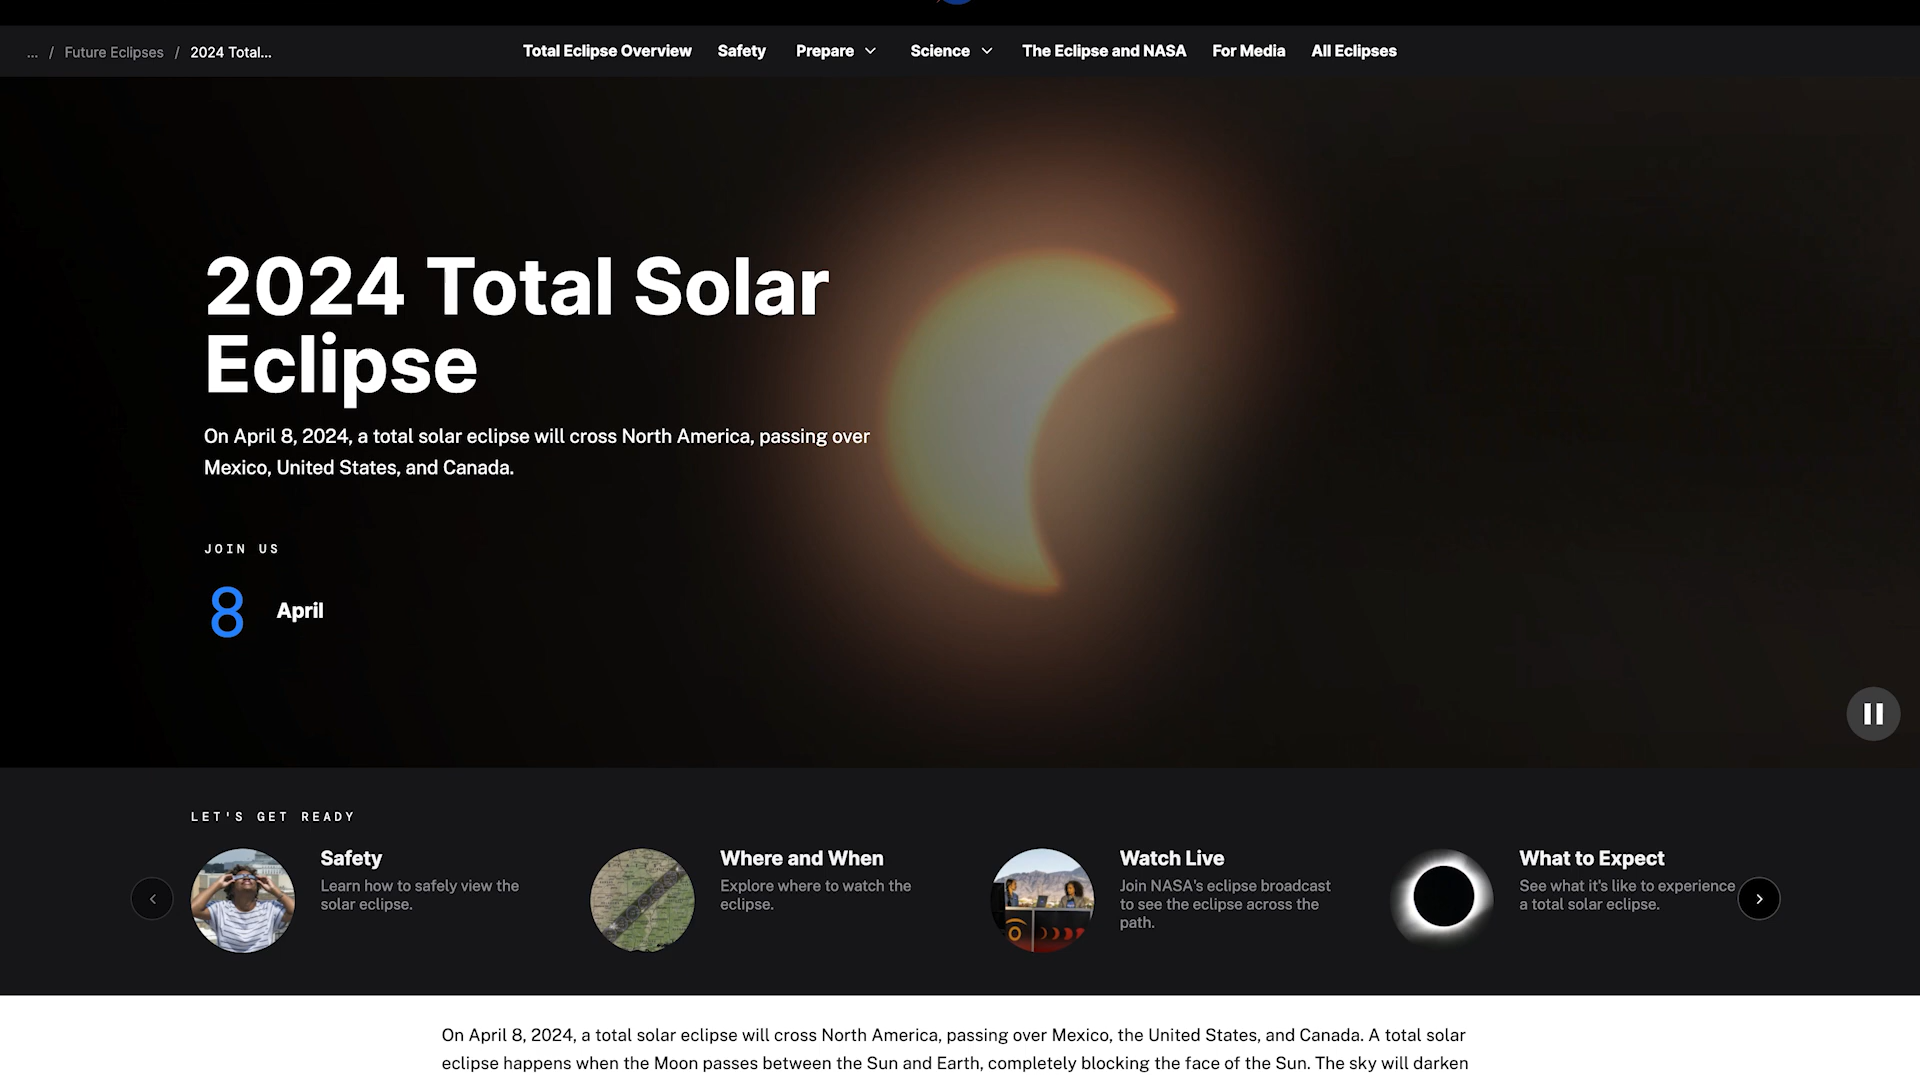 ... / Future Eclipses / 2024 Total...
Total Eclipse Overview Safety Prepare Science The Eclipse and NASA For Media All Eclipses
2024 Total Solar
Eclipse
On April 8, 2024, a total solar eclipse will cross North America, passing over
Mexico, United States, and Canada.
JOIN US
8 April
LET'S GET READY
Safety
Learn how to safely view the
solar eclipse.
Where and When
Explore where to watch the
eclipse.
Watch Live
Join NASA's eclipse broadcast
to see the eclipse across the
path.
What to Expect
See what it's like to experience
a total solar eclipse.
On April 8, 2024, a total solar eclipse will cross North America, passing over Mexico, the United States, and Canada. A total solar
eclipse happens when the Moon passes between the Sun and Earth, completely blocking the face of the Sun. The sky will darken